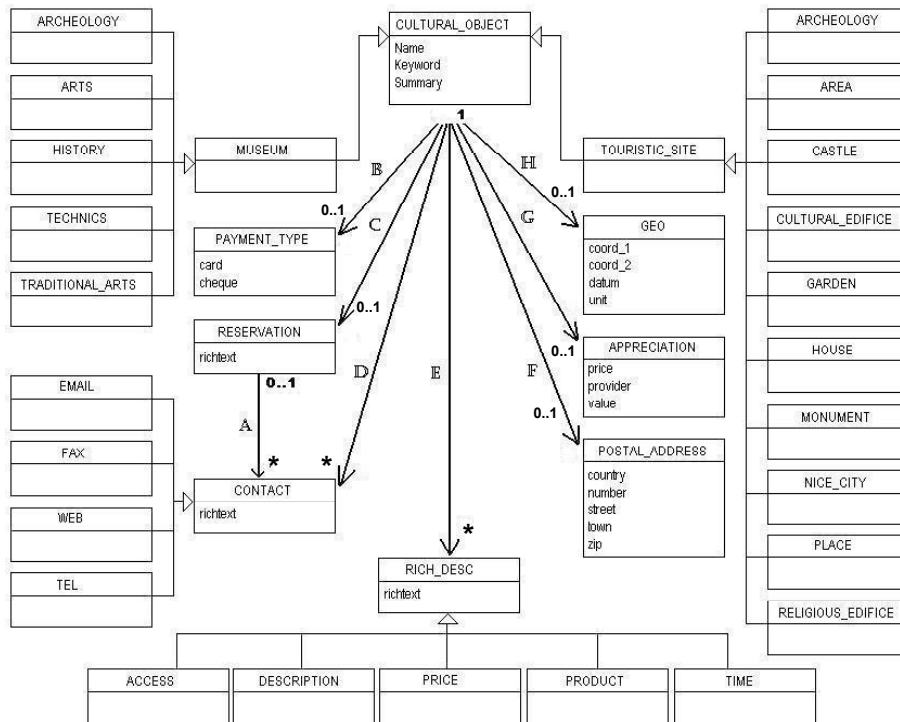 ARCHEOLOGY
ARTS
HISTORY
TECHNICS
TRADITIONAL_ARTS
MUSEUM
CULTURAL_OBJECT
Name
Keyword
Summary
1
TOURISTIC_SITE
ARCHEOLOGY
AREA
CASTLE
CULTURAL_EDIFICE
GARDEN
HOUSE
MONUMENT
NICE_CITY
PLACE
RELIGIOUS_EDIFICE
B
0..1
PAYMENT_TYPE
card
cheque
C
0..1
RESERVATION
richtext
0..1
A
*
D
*
CONTACT
richtext
EMAIL
FAX
WEB
TEL
E
*
RICH_DESC
richtext
H
0..1
GEO
coord_1
coord_2
datum
unit
G
0..1
APPRECIATION
price
provider
value
F
0..1
POSTAL_ADDRESS
country
number
street
town
zip
ACCESS
DESCRIPTION
PRICE
PRODUCT
TIME